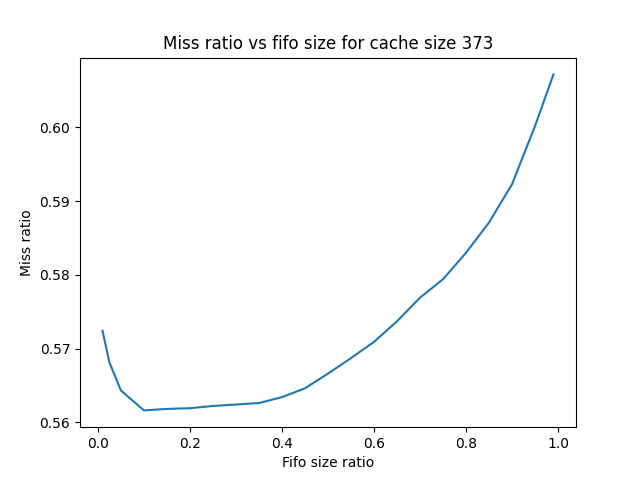 Miss ratio vs fifo size for cache size 373
0.60
0.59
0.58
0.57
0.56
Miss ratio
0.0 0.2 0.4 0.6 0.8 1.0
Fifo size ratio